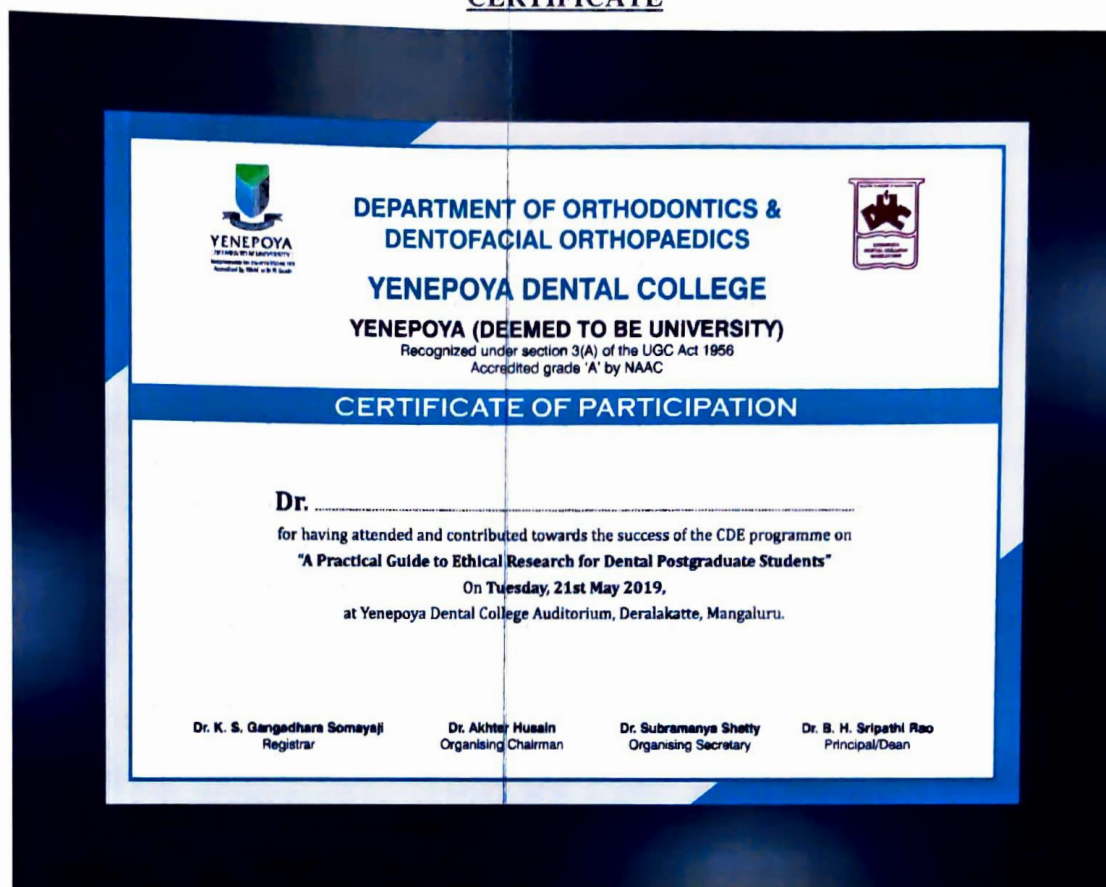 CERTIFICATE
YENEPOYA
DEPARTMENT OF ORTHODONTICS &
DENTOFACIAL ORTHOPAEDICS
YENEPOYA DENTAL COLLEGE
YENEPOYA (DEEMED TO BE UNIVERSITY)
Recognized under section 3(A) of the UGC Act 1956
Accredited grade 'A' by NAAC
CERTIFICATE OF PARTICIPATION
Dr. ........................................................
for having attended and contributed towards the success of the CDE programme on
"A Practical Guide to Ethical Research for Dental Postgraduate Students"
On Tuesday, 21st May 2019,
at Yenepoya Dental College Auditorium, Deralakatte, Mangaluru.
Dr. K. S. Gangadhara Somayaji
Registrar
Dr. Akhter Husain
Organising Chairman
Dr. Subramanya Shetty
Organising Secretary
Dr. B. H. Sripathi Rao
Principal/Dean